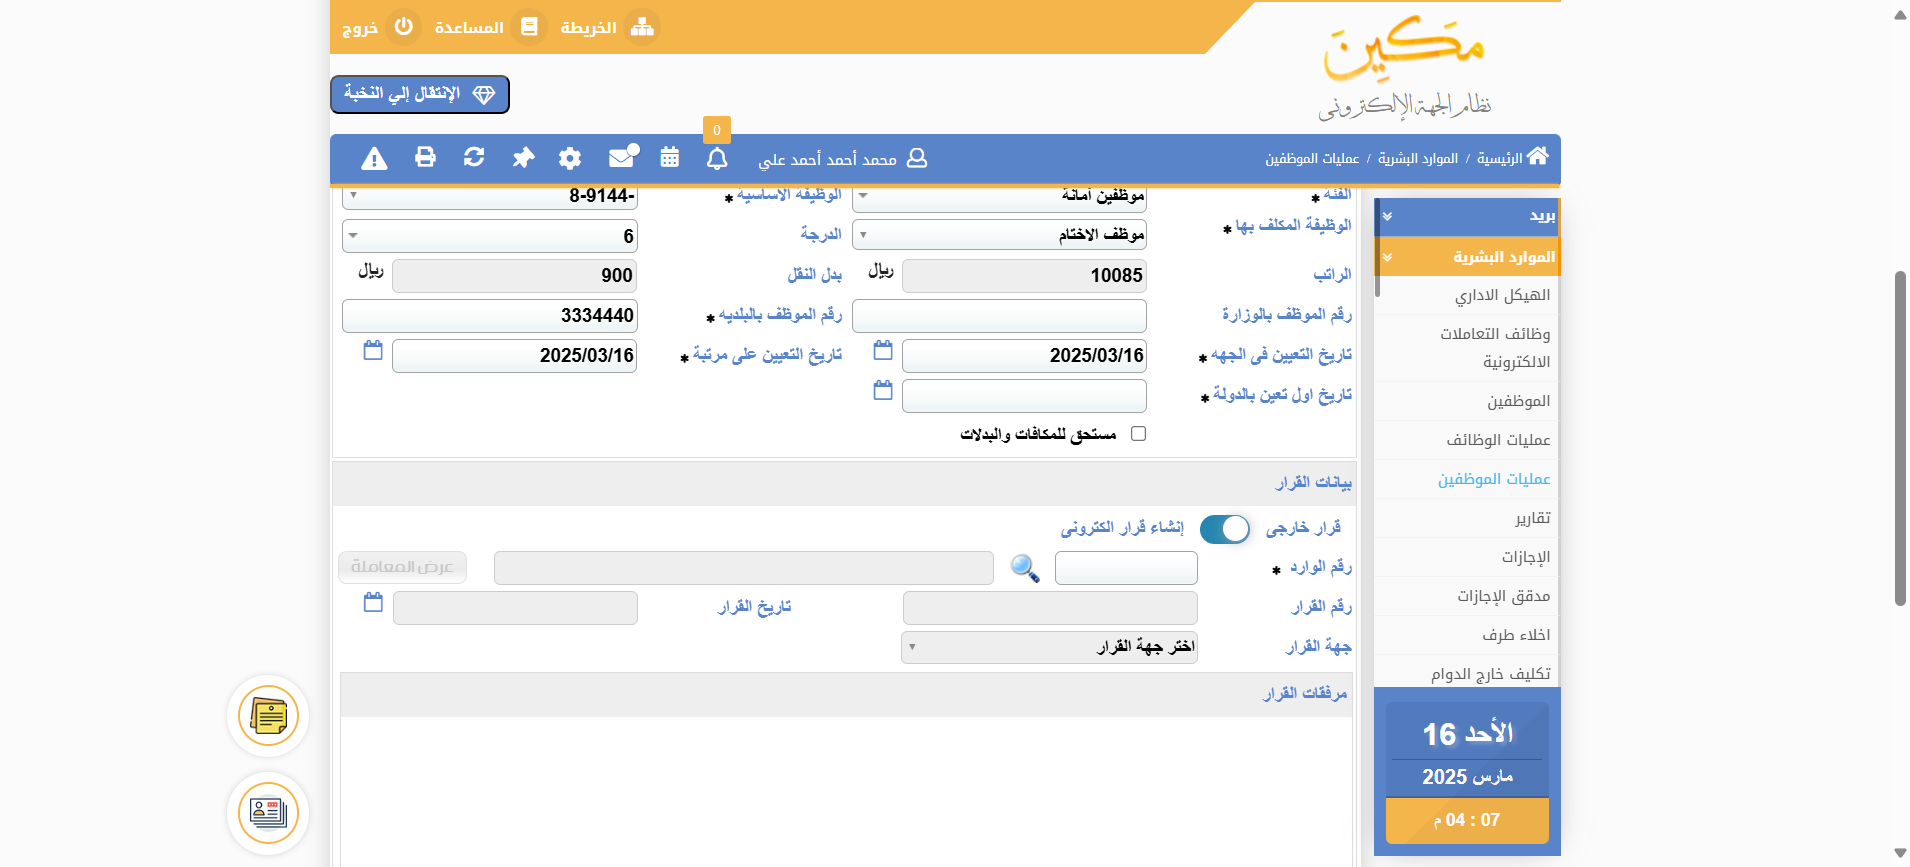 الخريطة
المساعدة
خروج
مكين
نظام الجهة الإلكتروني
الإنتقال إلي النخبة
0
الرئيسية / الموارد البشرية / عمليات الموظفين
محمد أحمد أحمد علي
الفئة * موظفين أمانة الوظيفة الأساسية * 8-9144-
الوظيفة المكلف بها * موظف الاختام الدرجة 6
الراتب 10085 ريال بدل النقل 900 ريال
رقم الموظف بالوزارة رقم الموظف بالبلديه * 3334440
تاريخ التعيين فى الجهه * 2025/03/16 تاريخ التعيين على مرتبة * 2025/03/16
تاريخ اول تعين بالدولة *
مستحق للمكافات والبدلات
بيانات القرار
قرار خارجى إنشاء قرار الكترونى
رقم الوارد * عرض المعاملة
رقم القرار تاريخ القرار
جهة القرار اختر جهة القرار
مرفقات القرار
بريد
الموارد البشرية
الهيكل الاداري
وظائف التعاملات
الالكترونية
الموظفين
عمليات الوظائف
عمليات الموظفين
تقارير
الإجازات
مدقق الإجازات
اخلاء طرف
تكليف خارج الدوام
الأحد 16
مارس 2025
04 : 07 م